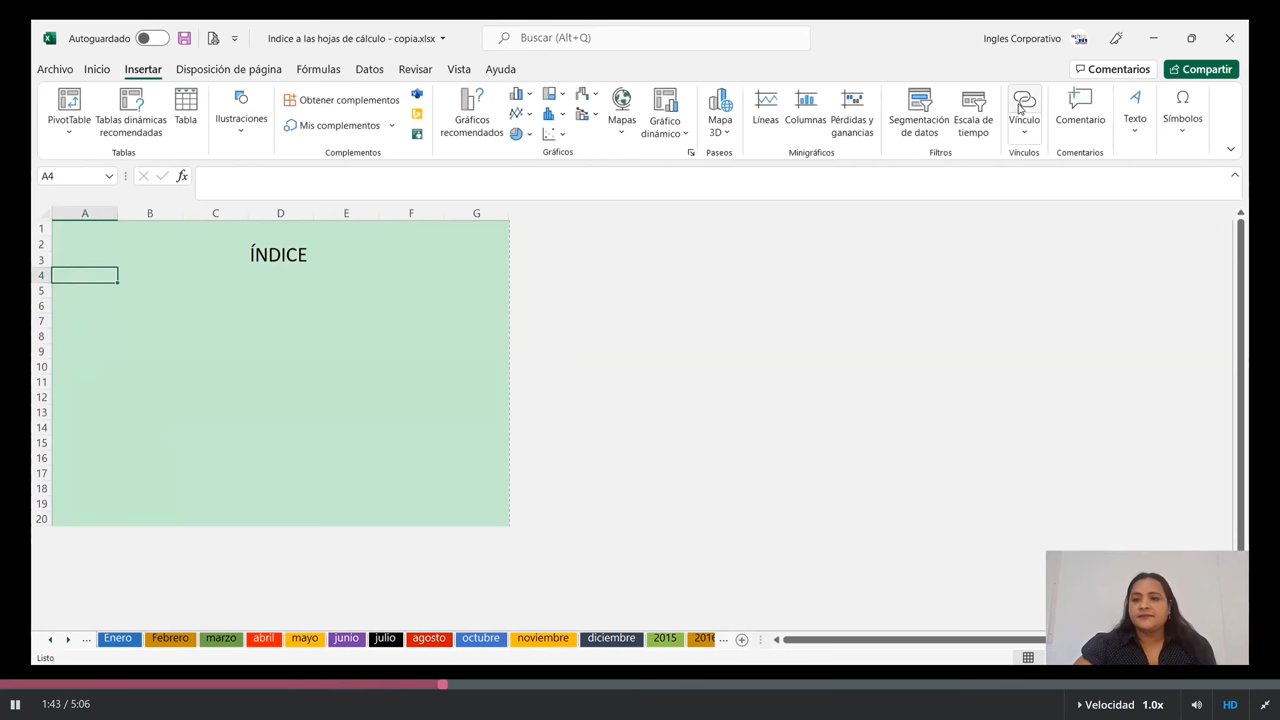 Autoguardado
Indice a las hojas de cálculo - copia.xlsx
Buscar (Alt+Q)
Ingles Corporativo
Archivo Inicio Insertar Disposición de página Fórmulas Datos Revisar Vista Ayuda
Comentarios Compartir
PivotTable
Tablas dinámicas recomendadas
Tabla
Ilustraciones
Obtener complementos
Mis complementos
Gráficos recomendados
Mapas
Gráfico dinámico
Mapa 3D
Líneas
Columnas
Pérdidas y ganancias
Segmentación de datos
Escala de tiempo
Vínculo
Comentario
Texto
Símbolos
Tablas Complementos Gráficos Paseos Minigráficos Filtros Vínculos Comentarios
A4 fx
A B C D E F G
1
2
ÍNDICE
3
4
5
6
7
8
9
10
11
12
13
14
15
16
17
18
19
20
... Enero Febrero marzo abril mayo junio julio agosto octubre noviembre diciembre 2015 2016 ...
Listo
1:43 / 5:06
Velocidad 1.0x HD